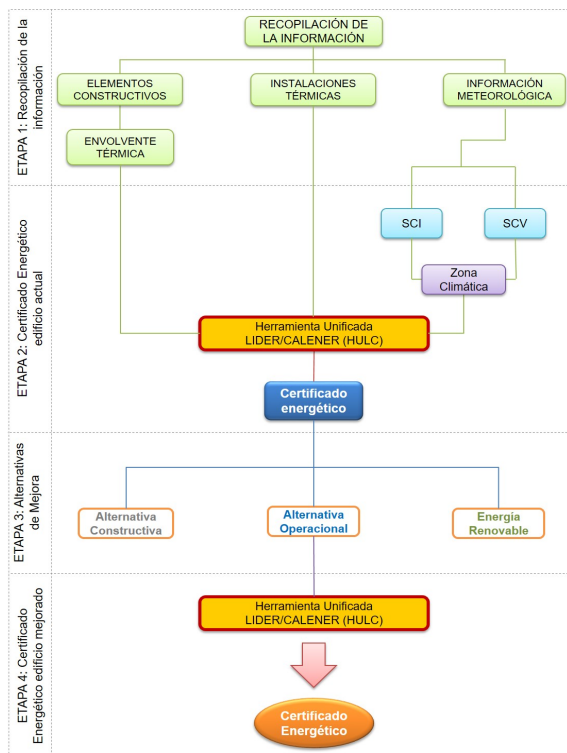 ETAPA 1: Recopilación de la
información
RECOPILACIÓN DE
LA INFORMACIÓN
ELEMENTOS
CONSTRUCTIVOS
INSTALACIONES
TÉRMICAS
INFORMACIÓN
METEOROLÓGICA
ENVOLVENTE
TÉRMICA
ETAPA 2: Certificado Energético
edificio actual
SCI
SCV
Zona
Climática
Herramienta Unificada
LIDER/CALENER (HULC)
Certificado
energético
ETAPA 3: Alternativas
de Mejora
Alternativa
Constructiva
Alternativa
Operacional
Energía
Renovable
ETAPA 4: Certificado
Energético edificio mejorado
Herramienta Unificada
LIDER/CALENER (HULC)
Certificado
Energético